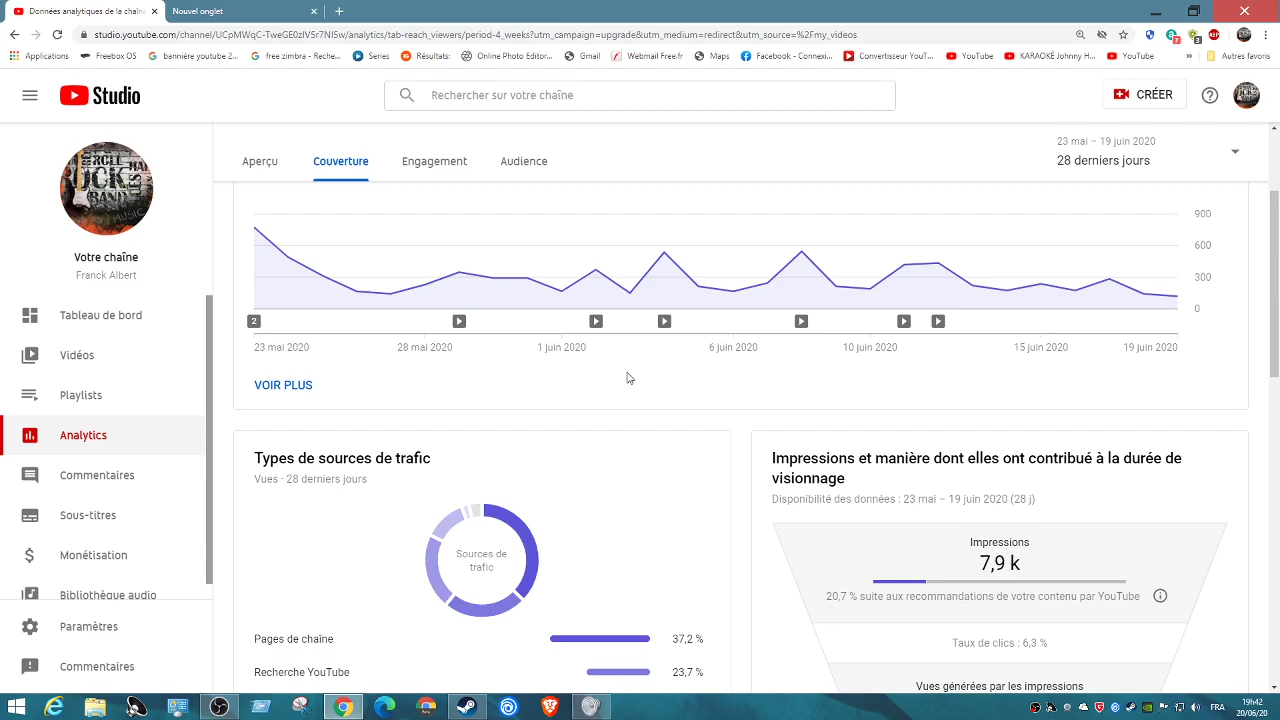 Données analytiques de la chaîn
Nouvel onglet
studio.youtube.com/channel/UCpMWqC-TweGE0zIV5r7NI5w/analytics/tab-reach_viewers/period-4_weeks?utm_campaign=upgrade&utm_medium=redirect&utm_source=%2Fmy_videos
Applications
Freebox OS
bannière youtube 2...
free zimbra - Reche...
Series
Résultats:
Online Photo Editor...
Gmail
Webmail Free.fr
Maps
Facebook - Connexi...
Convertisseur YouT...
YouTube
KARAOKÉ Johnny H...
YouTube
»
Autres favoris
Studio
Rechercher sur votre chaîne
CRÉER
ROCK
BAND
MUSIC
Votre chaîne
Franck Albert
Tableau de bord
Vidéos
Playlists
Analytics
Commentaires
Sous-titres
Monétisation
Bibliothèque audio
Paramètres
Commentaires
Aperçu
Couverture
Engagement
Audience
23 mai – 19 juin 2020
28 derniers jours
900
600
300
0
2
23 mai 2020
28 mai 2020
1 juin 2020
6 juin 2020
10 juin 2020
15 juin 2020
19 juin 2020
VOIR PLUS
Types de sources de trafic
Vues · 28 derniers jours
Sources de
trafic
Pages de chaîne
37,2 %
Recherche YouTube
23,7 %
Impressions et manière dont elles ont contribué à la durée de
visionnage
Disponibilité des données : 23 mai – 19 juin 2020 (28 j)
Impressions
7,9 k
20,7 % suite aux recommandations de votre contenu par YouTube
Taux de clics : 6,3 %
Vues générées par les impressions
FRA
19h42
20/06/20